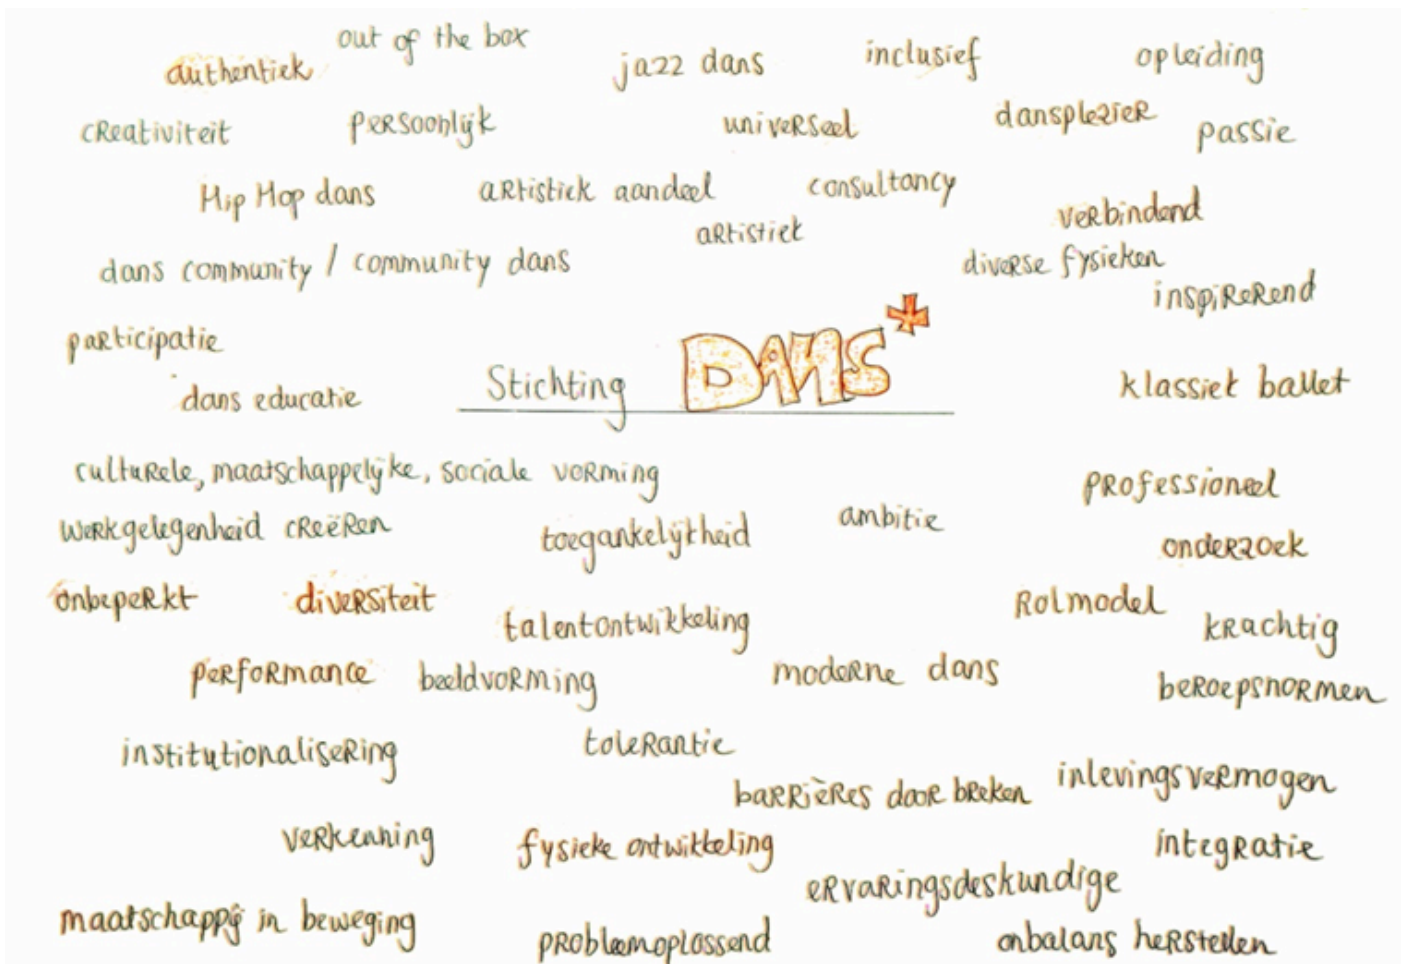 out of the box
authentiek
jazz dans
inclusief
opleiding
creativiteit
persoonlijk
universeel
dansplezier
passie
Hip Hop dans
artistiek aandeel
consultancy
verbindend
artistiek
dans community / community dans
diverse fysieken
inspirerend
participatie
Stichting DANS+
dans educatie
klassiek ballet
culturele, maatschappelijke, sociale vorming
professioneel
werkgelegenheid creëren
toegankelijkheid
ambitie
onderzoek
onbeperkt
diversiteit
talentontwikkeling
Rolmodel
krachtig
performance
beeldvorming
moderne dans
beroepsnormen
institutionalisering
tolerantie
barrières door breken
inlevingsvermogen
verkenning
fysieke ontwikkeling
integratie
ervaringsdeskundige
maatschappij in beweging
probleemoplossend
onbalans herstellen